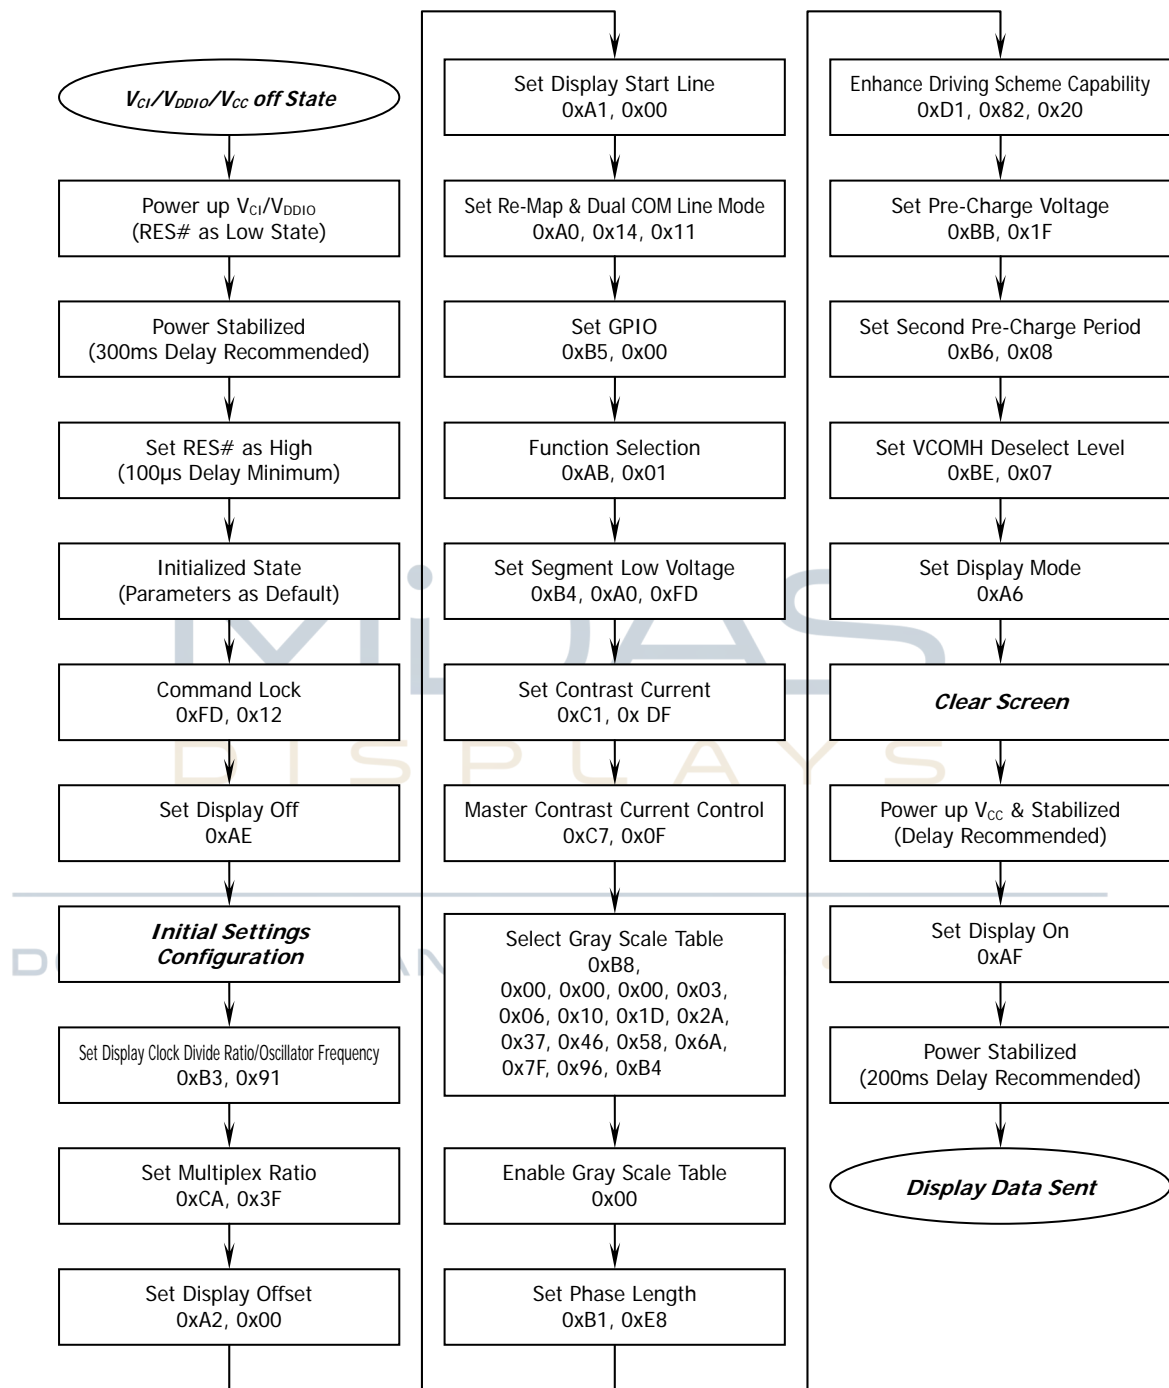 V_CI/V_DDIO/V_CC off State
Power up V_CI/V_DDIO
(RES# as Low State)
Power Stabilized
(300ms Delay Recommended)
Set RES# as High
(100µs Delay Minimum)
Initialized State
(Parameters as Default)
Command Lock
0xFD, 0x12
Set Display Off
0xAE
Initial Settings
Configuration
Set Display Clock Divide Ratio/Oscillator Frequency
0xB3, 0x91
Set Multiplex Ratio
0xCA, 0x3F
Set Display Offset
0xA2, 0x00
Set Display Start Line
0xA1, 0x00
Set Re-Map & Dual COM Line Mode
0xA0, 0x14, 0x11
Set GPIO
0xB5, 0x00
Function Selection
0xAB, 0x01
Set Segment Low Voltage
0xB4, 0xA0, 0xFD
Set Contrast Current
0xC1, 0x DF
Master Contrast Current Control
0xC7, 0x0F
Select Gray Scale Table
0xB8,
0x00, 0x00, 0x00, 0x03,
0x06, 0x10, 0x1D, 0x2A,
0x37, 0x46, 0x58, 0x6A,
0x7F, 0x96, 0xB4
Enable Gray Scale Table
0x00
Set Phase Length
0xB1, 0xE8
Enhance Driving Scheme Capability
0xD1, 0x82, 0x20
Set Pre-Charge Voltage
0xBB, 0x1F
Set Second Pre-Charge Period
0xB6, 0x08
Set VCOMH Deselect Level
0xBE, 0x07
Set Display Mode
0xA6
Clear Screen
Power up V_CC & Stabilized
(Delay Recommended)
Set Display On
0xAF
Power Stabilized
(200ms Delay Recommended)
Display Data Sent
MIDAS
DISPLAYS